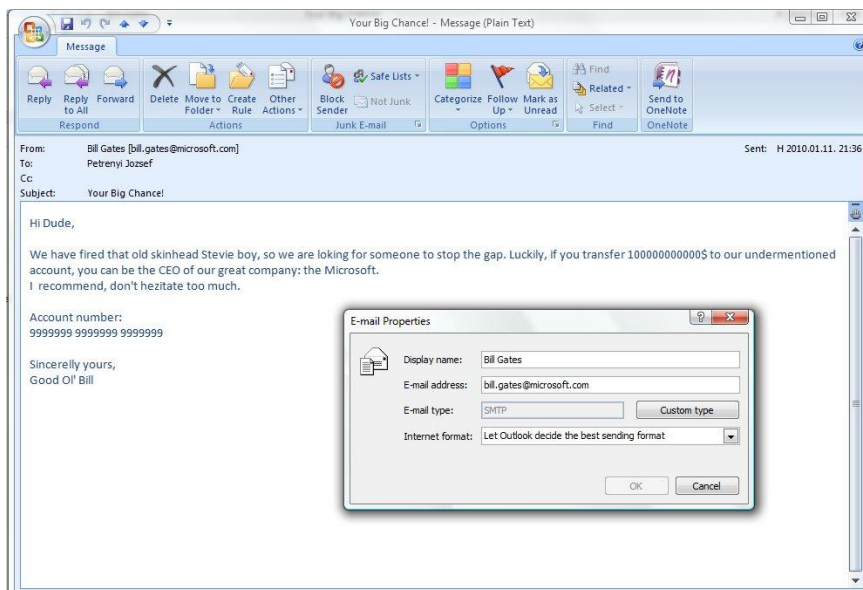 Your Big Chance! - Message (Plain Text)
Message
Reply
Reply to All
Forward
Delete
Move to Folder
Create Rule
Other Actions
Block Sender
Safe Lists
Not Junk
Categorize
Follow Up
Mark as Unread
Find
Related
Select
Send to OneNote
Respond
Actions
Junk E-mail
Options
Find
OneNote
From: Bill Gates [bill.gates@microsoft.com]
Sent: H 2010.01.11. 21:36
To: Petrenyi Jozsef
Cc:
Subject: Your Big Chance!
Hi Dude,
We have fired that old skinhead Stevie boy, so we are loking for someone to stop the gap. Luckily, if you transfer 100000000000$ to our undermentioned
account, you can be the CEO of our great company: the Microsoft.
I recommend, don't hezitate too much.
Account number:
9999999 9999999 9999999
Sincerelly yours,
Good Ol' Bill
E-mail Properties
Display name: Bill Gates
E-mail address: bill.gates@microsoft.com
E-mail type: SMTP
Custom type
Internet format: Let Outlook decide the best sending format
OK
Cancel